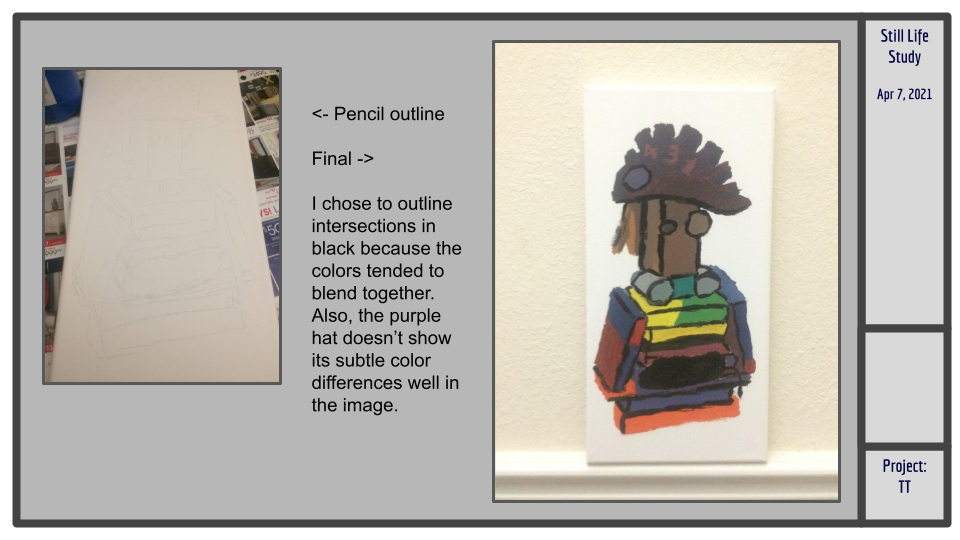 <- Pencil outline
Final ->
I chose to outline
intersections in
black because the
colors tended to
blend together.
Also, the purple
hat doesn’t show
its subtle color
differences well in
the image.
Still Life
Study
Apr 7, 2021
Project:
TT